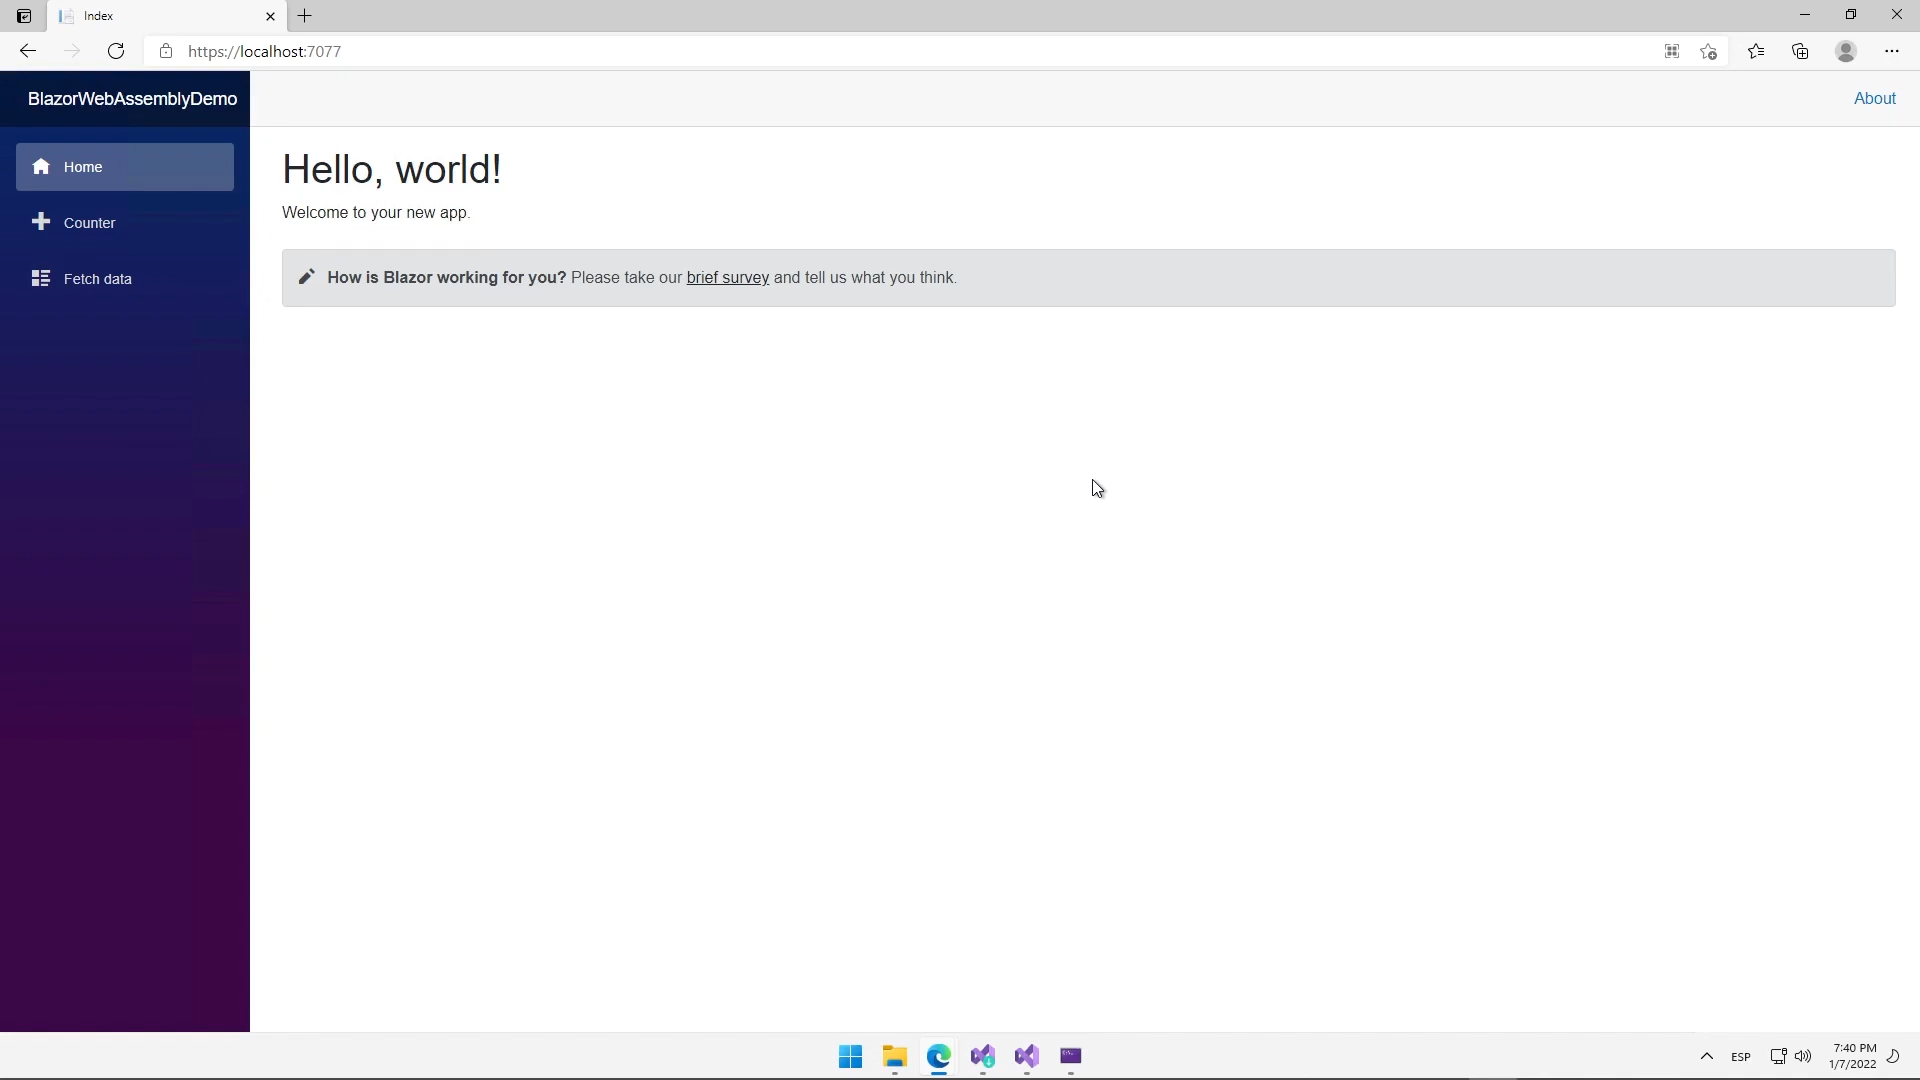 Index
https://localhost:7077
BlazorWebAssemblyDemo
About
Home
Counter
Fetch data
Hello, world!
Welcome to your new app.
How is Blazor working for you? Please take our brief survey and tell us what you think.
ESP
7:40 PM
1/7/2022